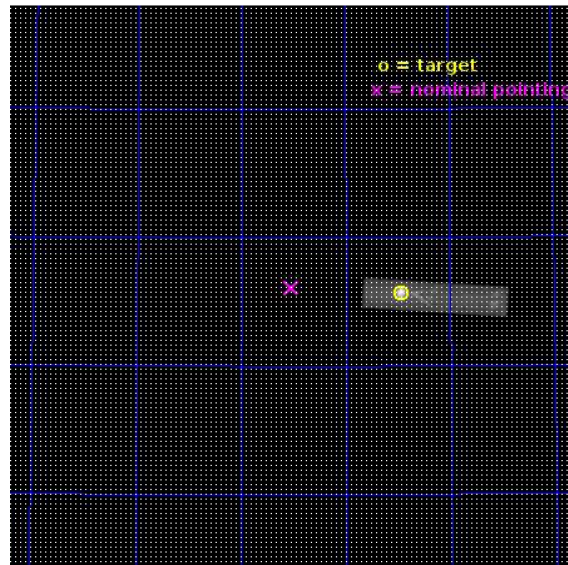 o = target
x = nominal pointing